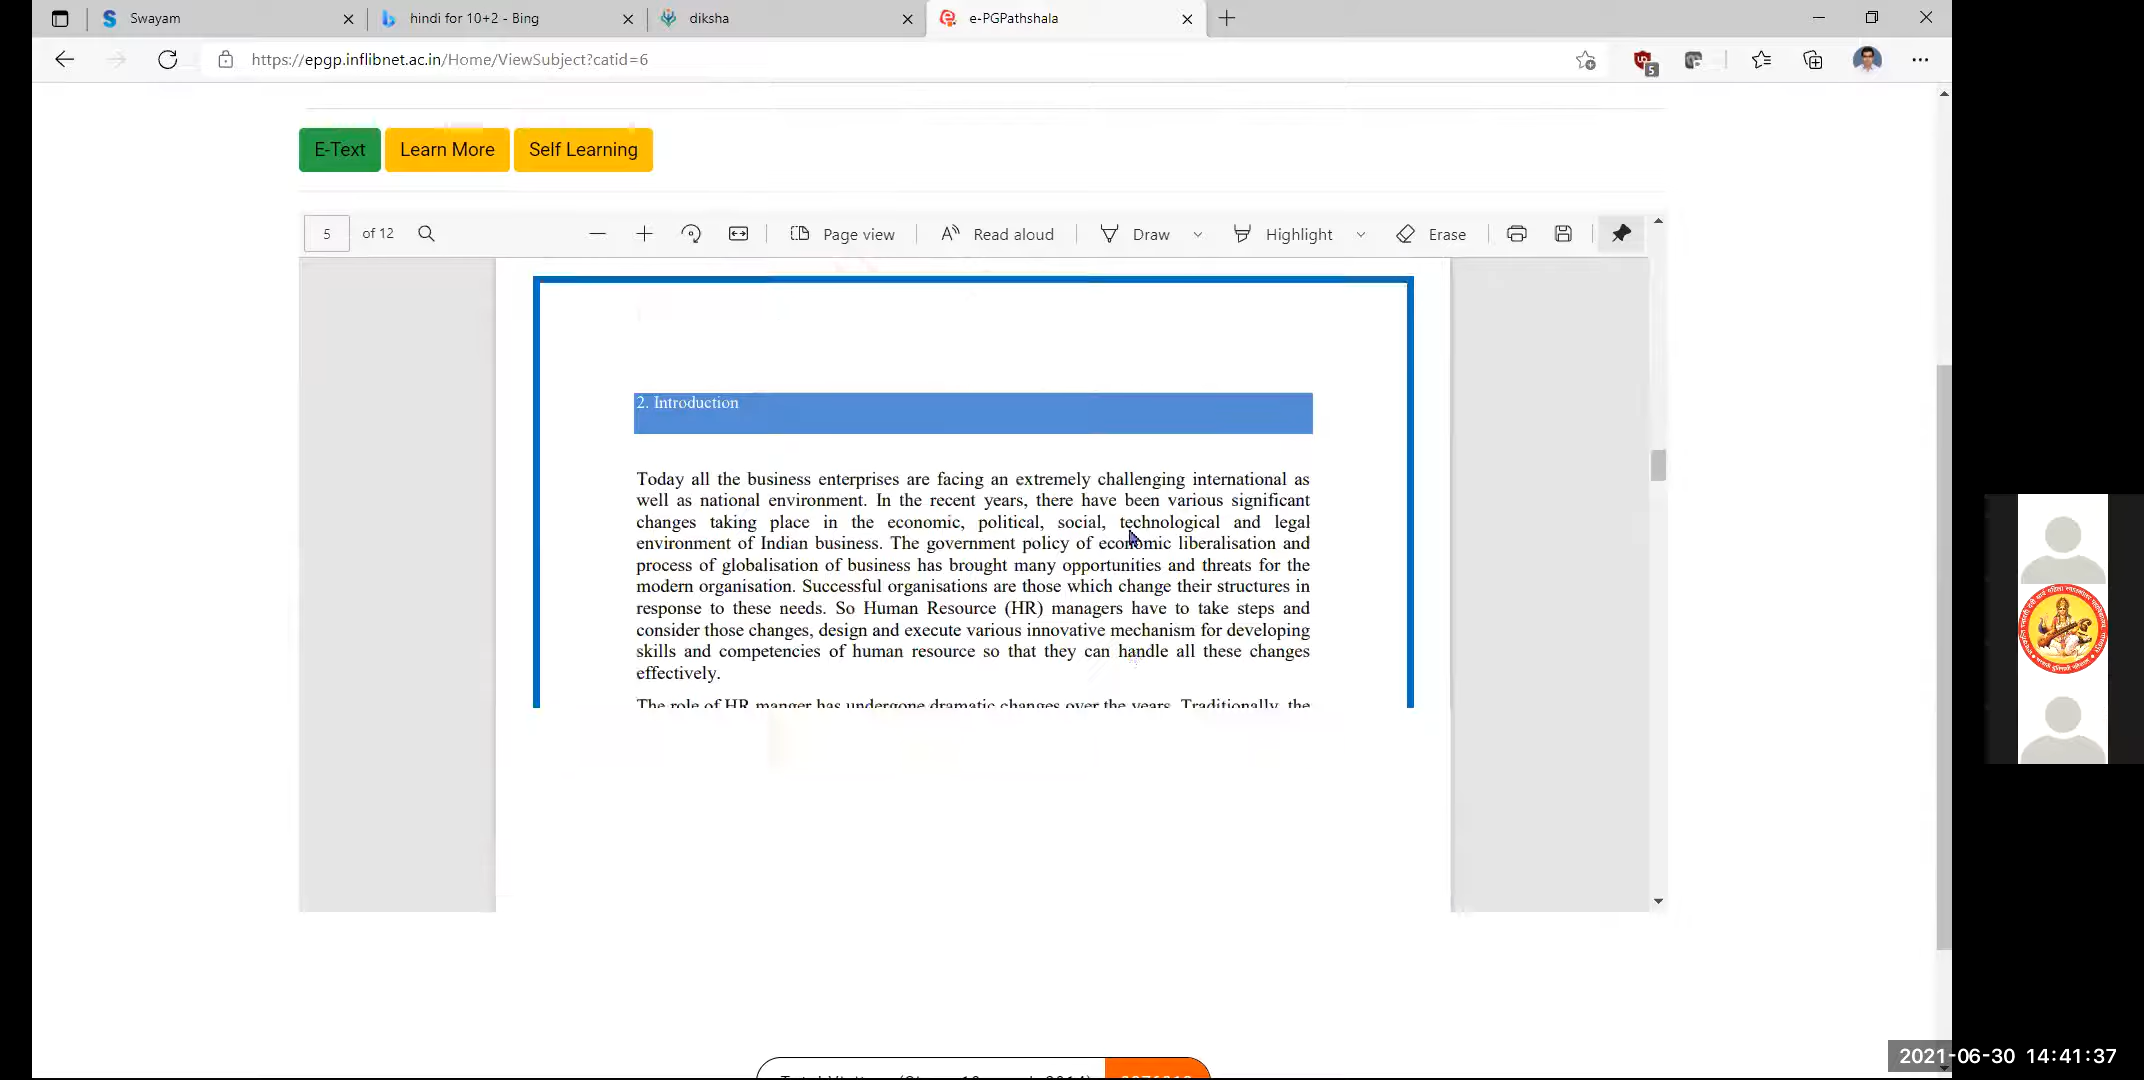 Swayam
hindi for 10+2 - Bing
diksha
e-PGPathshala
https://epgp.inflibnet.ac.in/Home/ViewSubject?catid=6
5
E-Text
Learn More
Self Learning
5 of 12
Page view
Read aloud
Draw
Highlight
Erase
2. Introduction
Today all the business enterprises are facing an extremely challenging international as
well as national environment. In the recent years, there have been various significant
changes taking place in the economic, political, social, technological and legal
environment of Indian business. The government policy of economic liberalisation and
process of globalisation of business has brought many opportunities and threats for the
modern organisation. Successful organisations are those which change their structures in
response to these needs. So Human Resource (HR) managers have to take steps and
consider those changes, design and execute various innovative mechanism for developing
skills and competencies of human resource so that they can handle all these changes
effectively.
The role of HR manger has undergone dramatic changes over the years. Traditionally, the
2021-06-30 14:41:37